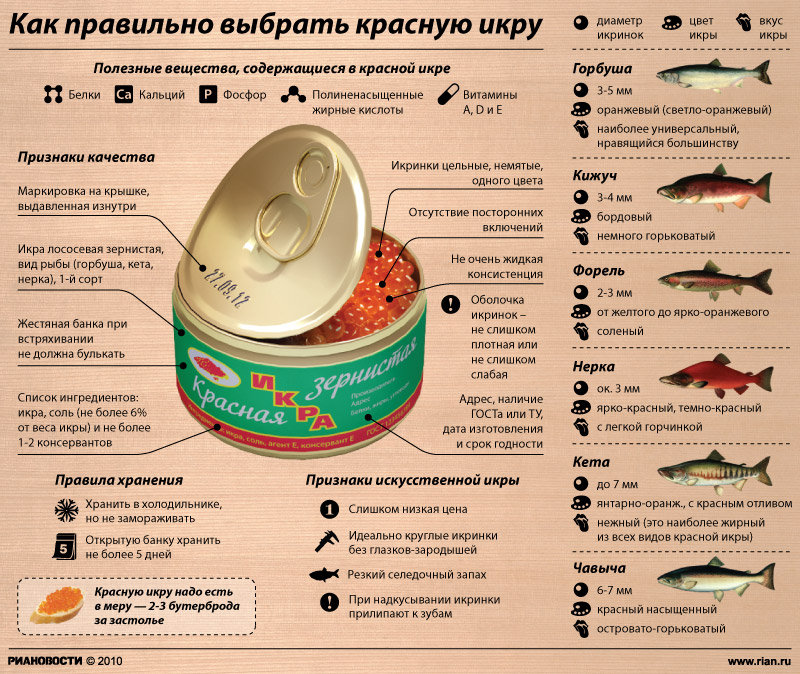 Как правильно выбрать красную икру
диаметр
икринок
цвет
икры
вкус
икры
Полезные вещества, содержащиеся в красной икре
Белки
Ca
Кальций
P
Фосфор
Полиненасыщенные
жирные кислоты
Витамины
A, D и E
Признаки качества
Маркировка на крышке,
выдавленная изнутри
Икра лососевая зернистая,
вид рыбы (горбуша, кета,
нерка), 1-й сорт
Жестяная банка при
встряхивании
не должна булькать
Список ингредиентов:
икра, соль (не более 6%
от веса икры) и не более
1-2 консервантов
22.09.12
Красная
ИКРА
зернистая
Производитель
Адрес
Белки, жиры, углеводы
икра, соль, агент Е, консервант Е
Икринки цельные, немятые,
одного цвета
Отсутствие посторонних
включений
Не очень жидкая
консистенция
Оболочка
икринок –
не слишком
плотная или
не слишком
слабая
Адрес, наличие
ГОСТа или ТУ,
дата изготовления
и срок годности
Правила хранения
Хранить в холодильнике,
но не замораживать
5
Открытую банку хранить
не более 5 дней
Красную икру надо есть
в меру — 2-3 бутерброда
за застолье
Признаки искусственной икры
1
Слишком низкая цена
Идеально круглые икринки
без глазков-зародышей
Резкий селедочный запах
При надкусывании икринки
прилипают к зубам
Горбуша
3-5 мм
оранжевый (светло-оранжевый)
наиболее универсальный,
нравящийся большинству
Кижуч
3-4 мм
бордовый
немного горьковатый
Форель
2-3 мм
от желтого до ярко-оранжевого
соленый
Нерка
ок. 3 мм
ярко-красный, темно-красный
с легкой горчинкой
Кета
до 7 мм
янтарно-оранж., с красным отливом
нежный (это наиболее жирный
из всех видов красной икры)
Чавыча
6-7 мм
красный насыщенный
островато-горьковатый
РИАНОВОСТИ © 2010
www.rian.ru